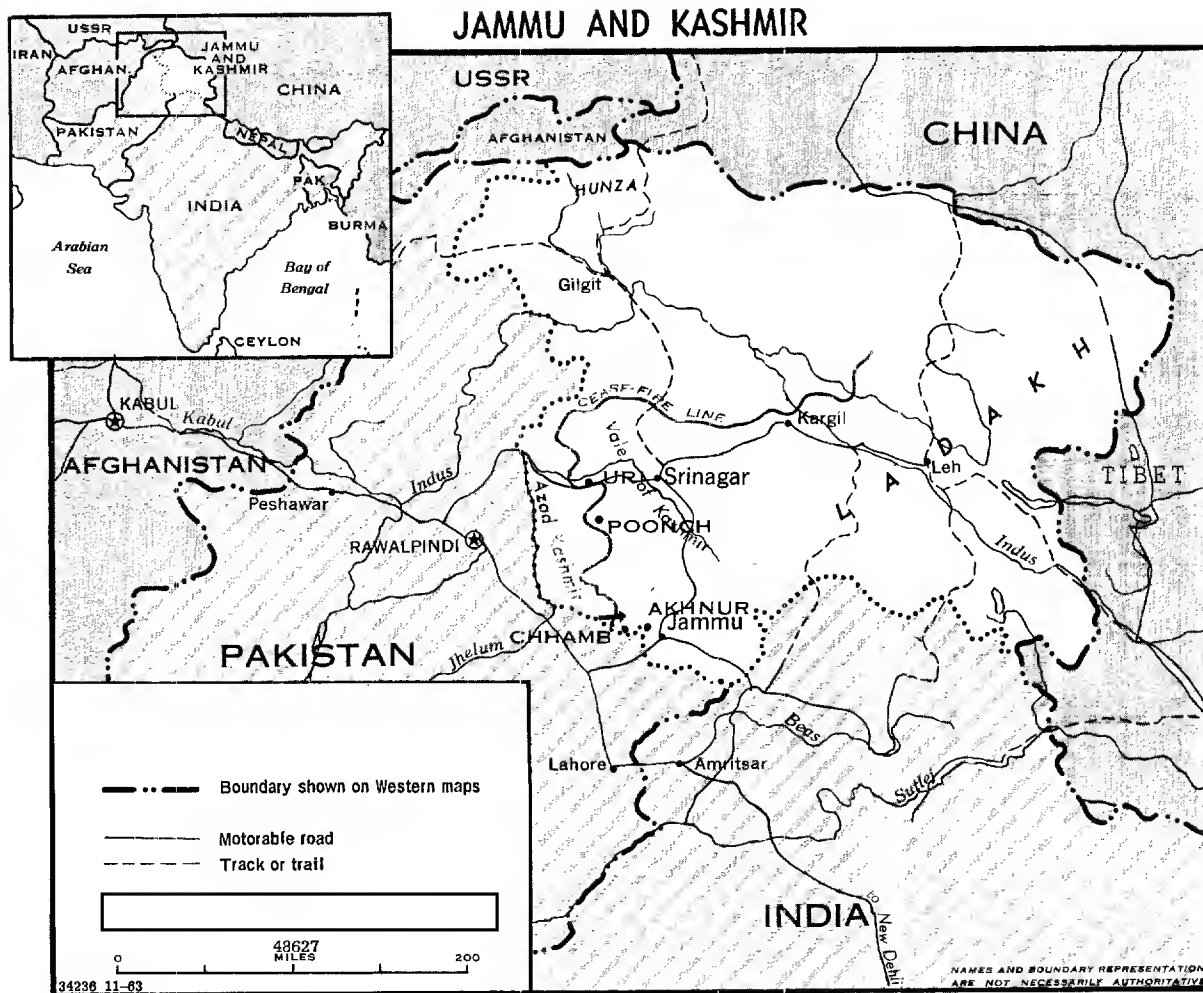 JAMMU AND KASHMIR
USSR
IRAN
AFGHAN
JAMMU
AND
KASHMIR
CHINA
PAKISTAN
NEPAL
PAK
INDIA
BURMA
Arabian
Sea
Bay of
Bengal
CEYLON
USSR
AFGHANISTAN
CHINA
HUNZA
Gilgit
CEASE-FIRE LINE
Kargil
LADAKH
KABUL
Kabul
AFGHANISTAN
Peshawar
Indus
URI
Srinagar
Vale of Kashmir
Leh
TIBET
Azad Kashmir
POONCH
RAWALPINDI
Indus
AKHNUR
Jammu
CHHAMB
PAKISTAN
Jhelum
Beas
Lahore
Amritsar
Sutlej
INDIA
to New Dehli
Boundary shown on Western maps
Motorable road
Track or trail
48627
MILES
0 200
34236 11-63
NAMES AND BOUNDARY REPRESENTATION
ARE NOT NECESSARILY AUTHORITATIVE